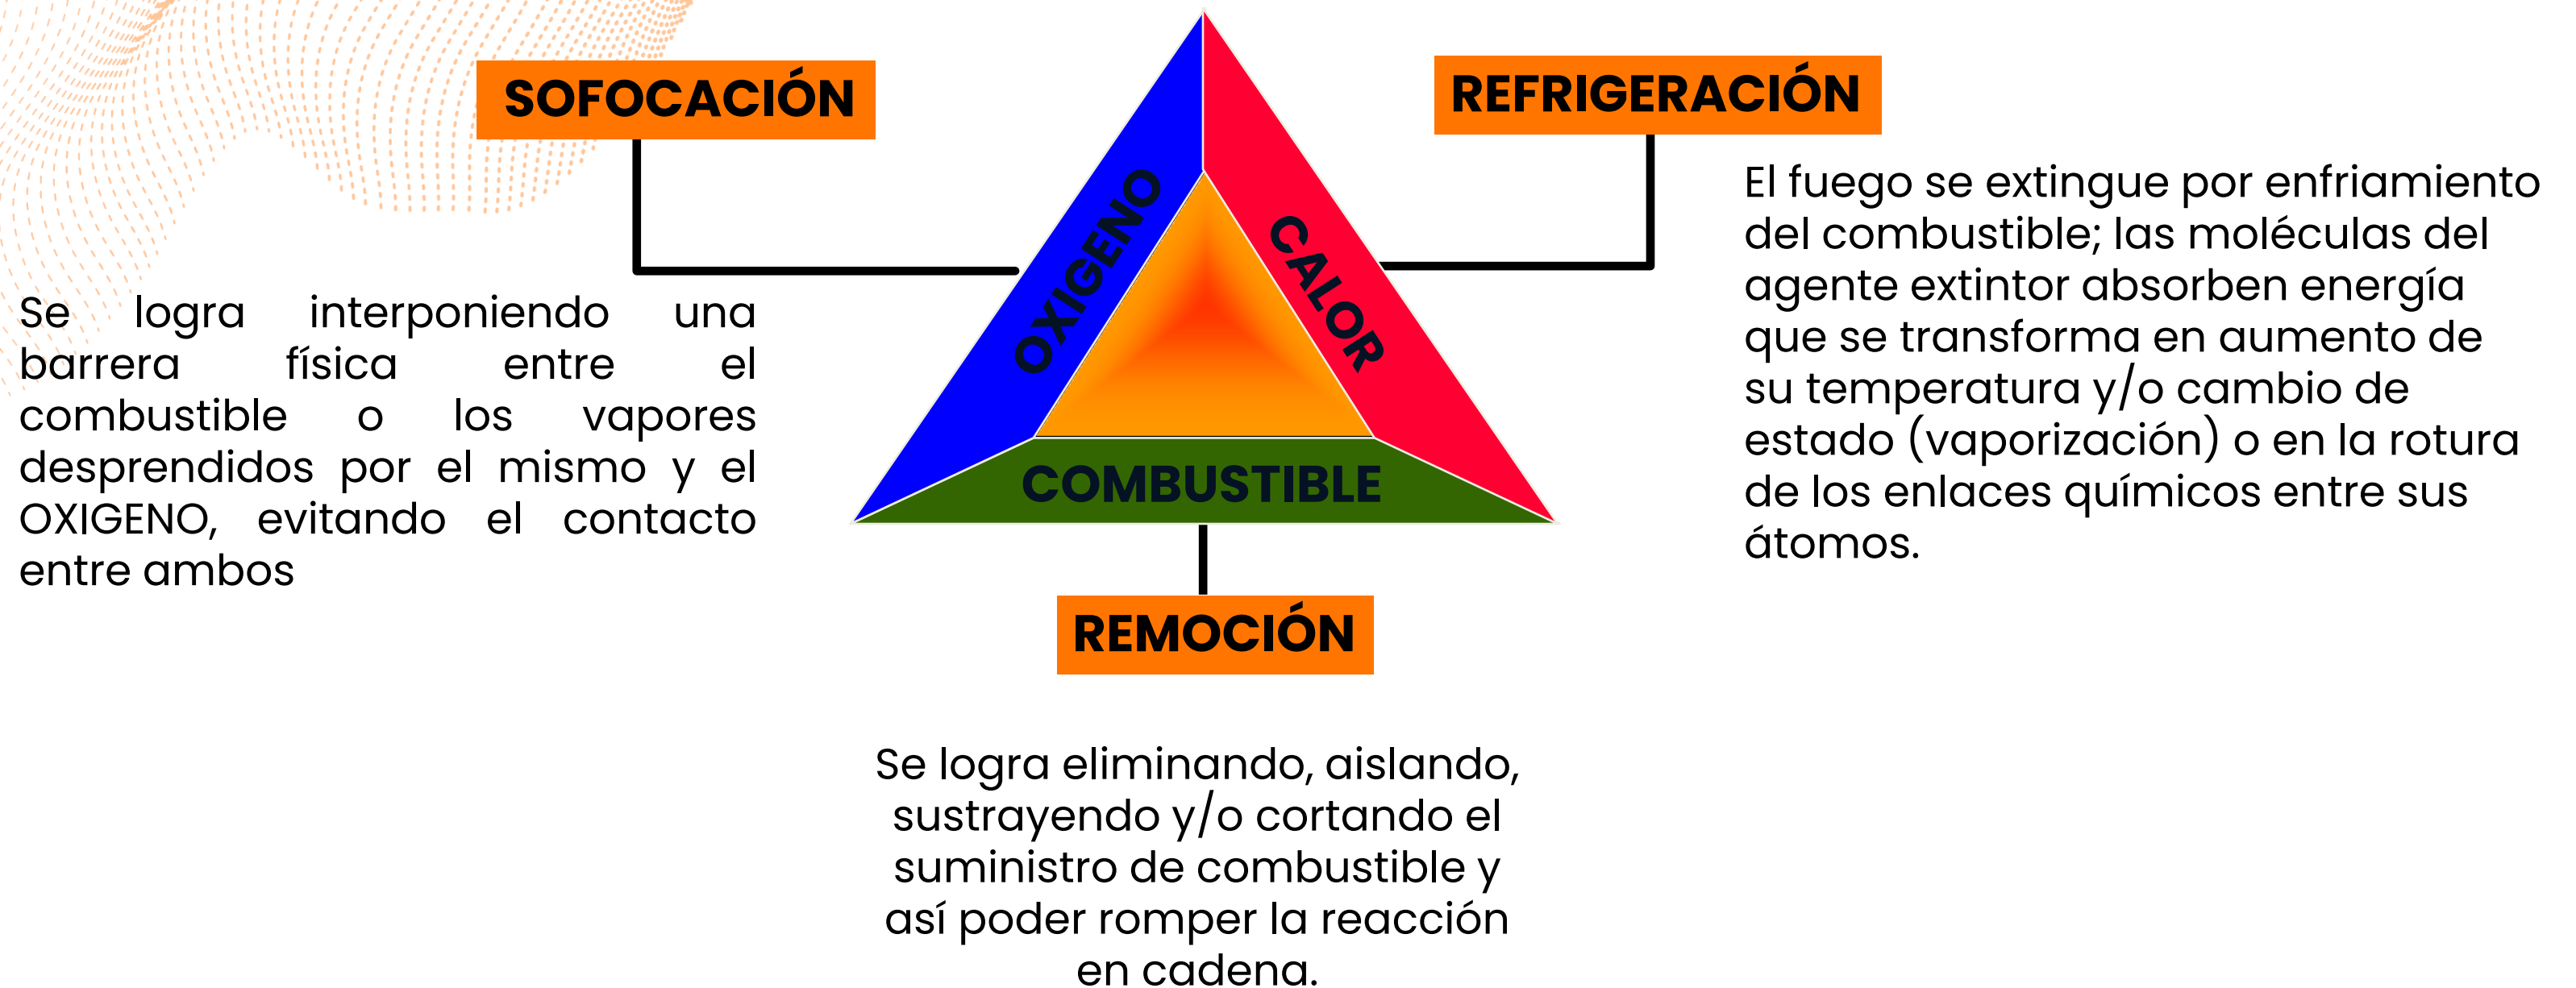 SOFOCACIÓN
Se logra interponiendo una
barrera física entre el
combustible o los vapores
desprendidos por el mismo y el
OXIGENO, evitando el contacto
entre ambos
OXIGENO
CALOR
COMBUSTIBLE
REFRIGERACIÓN
El fuego se extingue por enfriamiento
del combustible; las moléculas del
agente extintor absorben energía
que se transforma en aumento de
su temperatura y/o cambio de
estado (vaporización) o en la rotura
de los enlaces químicos entre sus
átomos.
REMOCIÓN
Se logra eliminando, aislando,
sustrayendo y/o cortando el
suministro de combustible y
así poder romper la reacción
en cadena.